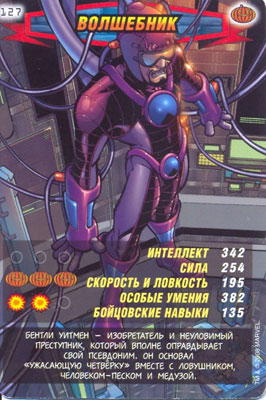 127
ВОЛШЕБНИК
ИНТЕЛЛЕКТ 342
СИЛА 254
СКОРОСТЬ И ЛОВКОСТЬ 195
ОСОБЫЕ УМЕНИЯ 382
БОЙЦОВСКИЕ НАВЫКИ 135
БЕНТЛИ УИТМЕН – ИЗОБРЕТАТЕЛЬ И НЕУЛОВИМЫЙ
ПРЕСТУПНИК, КОТОРЫЙ ВПОЛНЕ ОПРАВДЫВАЕТ
СВОЙ ПСЕВДОНИМ. ОН ОСНОВАЛ
«УЖАСАЮЩУЮ ЧЕТВЁРКУ» ВМЕСТЕ С ЛОВУШНИКОМ,
ЧЕЛОВЕКОМ-ПЕСКОМ И МЕДУЗОЙ.
MARVEL